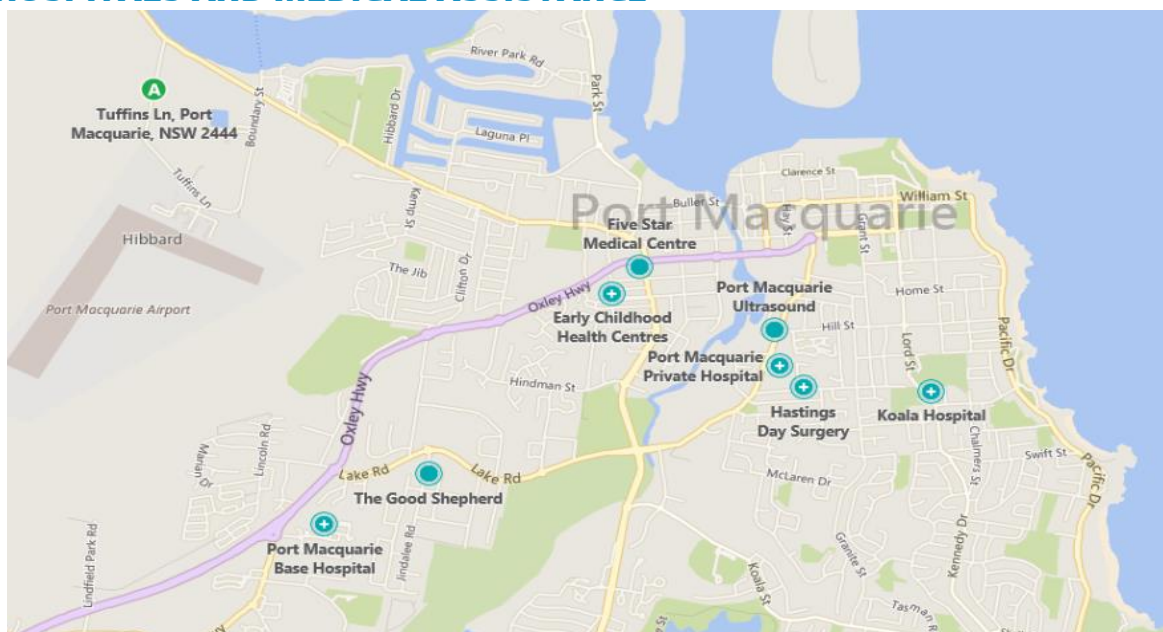 HOSPITALS AND MEDICAL ASSISTANCE
River Park Rd
Park St
A
Tuffins Ln, Port
Macquarie, NSW 2444
Boundary St
Hibbard Dr
Laguna Pl
Clarence St
Tuffins Ln
Kemp St
Buller St
Hay St
William St
Port Macquarie
Grant St
Five Star
Medical Centre
Hibbard
The Jib
Clifton Dr
Oxley Hwy
Port Macquarie
Ultrasound
Home St
Port Macquarie Airport
Early Childhood
Health Centres
Hill St
Lord St
Pacific Dr
Port Macquarie
Private Hospital
Hindman St
Oxley Hwy
Hastings
Day Surgery
Koala Hospital
Lincoln Rd
Chalmers St
Swift St
Lake Rd
Lake Rd
McLaren Dr
Pacific Dr
The Good Shepherd
Lindfield Park Rd
Port Macquarie
Base Hospital
Jindalee Rd
Granite St
Kennedy Dr
Koala St